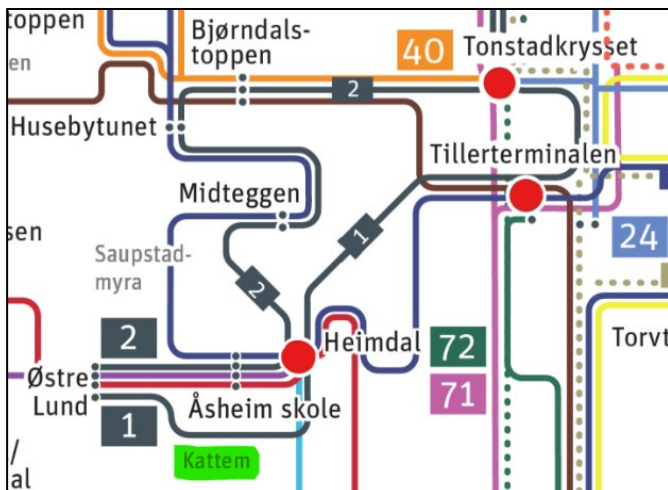 toppen
en
Bjørndals-
toppen
40
Tonstadkrysset
2
Husebytunet
Tillerterminalen
Midteggen
sen
Saupstad-
myra
1
2
24
2
Heimdal
72
Torvt
Østre
Lund
Åsheim skole
71
1
Kattem
/
al